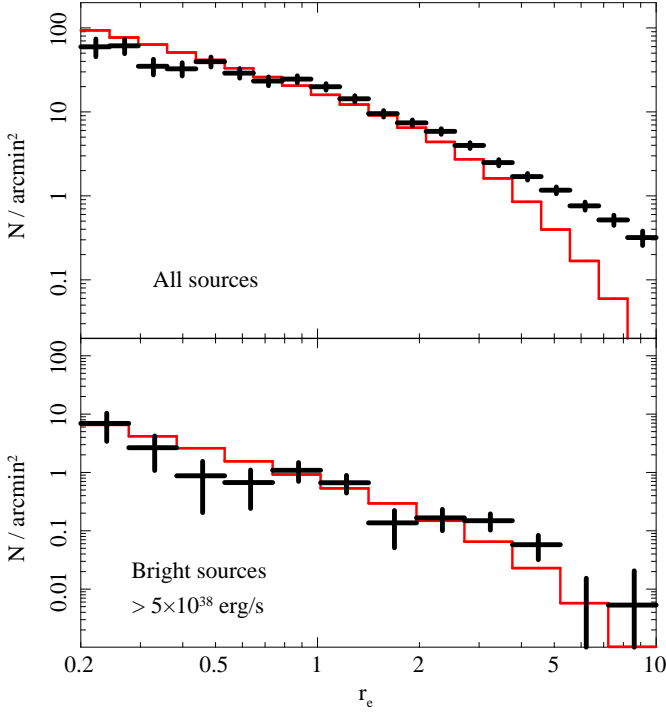 100
10
1
0.1
N / arcmin²
All sources
100
10
1
0.1
0.01
N / arcmin²
Bright sources
> 5×10³⁸ erg/s
0.2 0.5 1 2 5 10
r_e